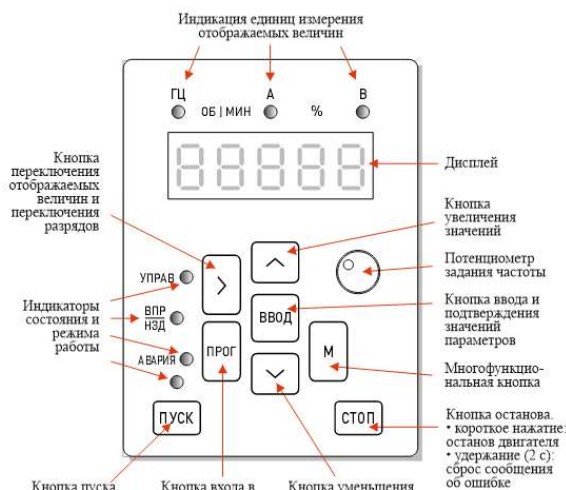 Индикация единиц измерения
отображаемых величин
ГЦ
ОБ | МИН
А
%
В
Кнопка
переключения
отображаемых
величин и
переключения
разрядов
Дисплей
Кнопка
увеличения
значений
Потенциометр
задания частоты
УПРАВ
ВПР
НЗД
АВАРИЯ
Индикаторы
состояния и
режима
работы
>
ВВОД
ПРОГ
М
Кнопка ввода и
подтверждения
значений
параметров
Многофункцио-
нальная кнопка
ПУСК
СТОП
Кнопка останова.
• короткое нажатие:
останов двигателя
• удержание (2 с):
сброс сообщения
об ошибке
Кнопка пуска
Кнопка входа в
Кнопка уменьшения